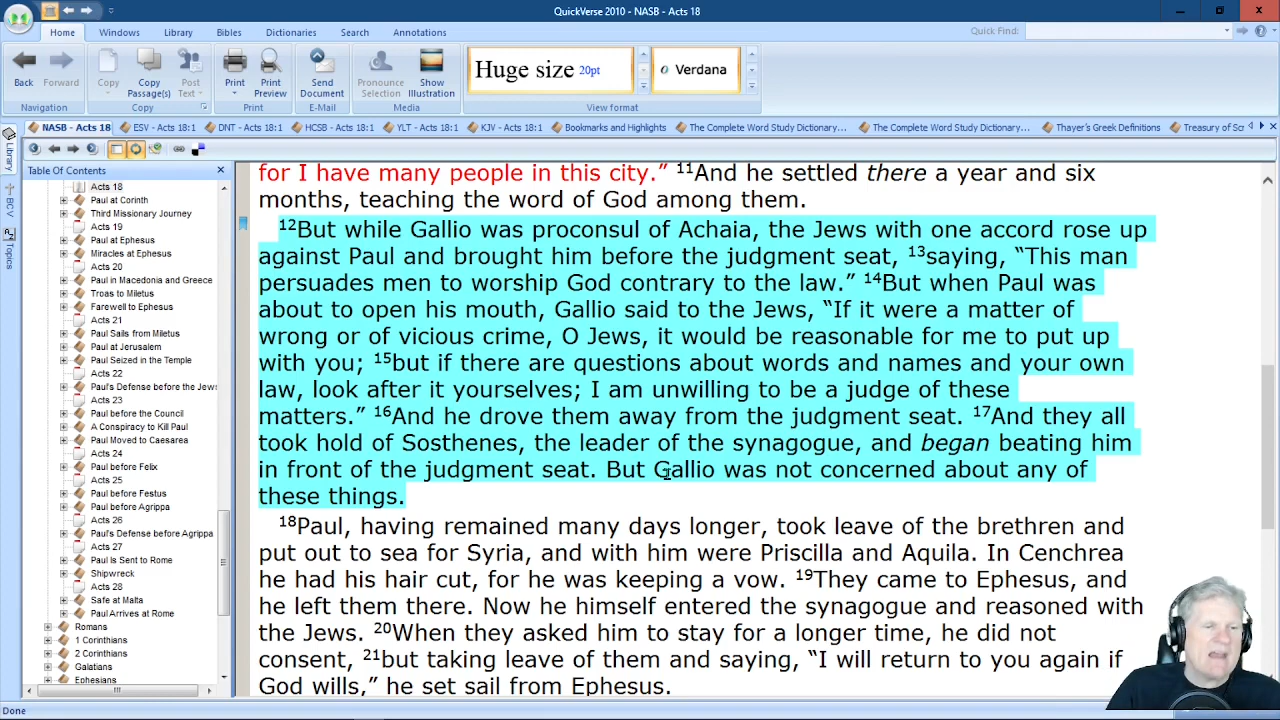 QuickVerse 2010 - NASB - Acts 18
Home Windows Library Bibles Dictionaries Search Annotations Quick Find:
Back Forward Copy Copy Passage(s) Post Text Print Print Preview Send Document Pronounce Selection Show Illustration Huge size 20pt Verdana
Navigation Copy Print E-Mail Media View format
NASB - Acts 18 ESV - Acts 18:1 DNT - Acts 18:1 HCSB - Acts 18:1 YLT - Acts 18:1 KJV - Acts 18:1 Bookmarks and Highlights The Complete Word Study Dictionary... The Complete Word Study Dictionary... Thayer's Greek Definitions Treasury of Scr
Library
BCV
Topics
Table Of Contents
Acts 18
Paul at Corinth
Third Missionary Journey
Acts 19
Paul at Ephesus
Miracles at Ephesus
Acts 20
Paul in Macedonia and Greece
Troas to Miletus
Farewell to Ephesus
Acts 21
Paul Sails from Miletus
Paul at Jerusalem
Paul Seized in the Temple
Acts 22
Paul's Defense before the Jews
Acts 23
Paul before the Council
A Conspiracy to Kill Paul
Paul Moved to Caesarea
Acts 24
Paul before Felix
Acts 25
Paul before Festus
Paul before Agrippa
Acts 26
Paul's Defense before Agrippa
Acts 27
Paul Is Sent to Rome
Shipwreck
Acts 28
Safe at Malta
Paul Arrives at Rome
Romans
1 Corinthians
2 Corinthians
Galatians
Ephesians
for I have many people in this city.” 11And he settled there a year and six
months, teaching the word of God among them.
12But while Gallio was proconsul of Achaia, the Jews with one accord rose up
against Paul and brought him before the judgment seat, 13saying, “This man
persuades men to worship God contrary to the law.” 14But when Paul was
about to open his mouth, Gallio said to the Jews, “If it were a matter of
wrong or of vicious crime, O Jews, it would be reasonable for me to put up
with you; 15but if there are questions about words and names and your own
law, look after it yourselves; I am unwilling to be a judge of these
matters.” 16And he drove them away from the judgment seat. 17And they all
took hold of Sosthenes, the leader of the synagogue, and began beating him
in front of the judgment seat. But Gallio was not concerned about any of
these things.
18Paul, having remained many days longer, took leave of the brethren and
put out to sea for Syria, and with him were Priscilla and Aquila. In Cenchrea
he had his hair cut, for he was keeping a vow. 19They came to Ephesus, and
he left them there. Now he himself entered the synagogue and reasoned with
the Jews. 20When they asked him to stay for a longer time, he did not
consent, 21but taking leave of them and saying, “I will return to you again if
God wills,” he set sail from Ephesus.
Done